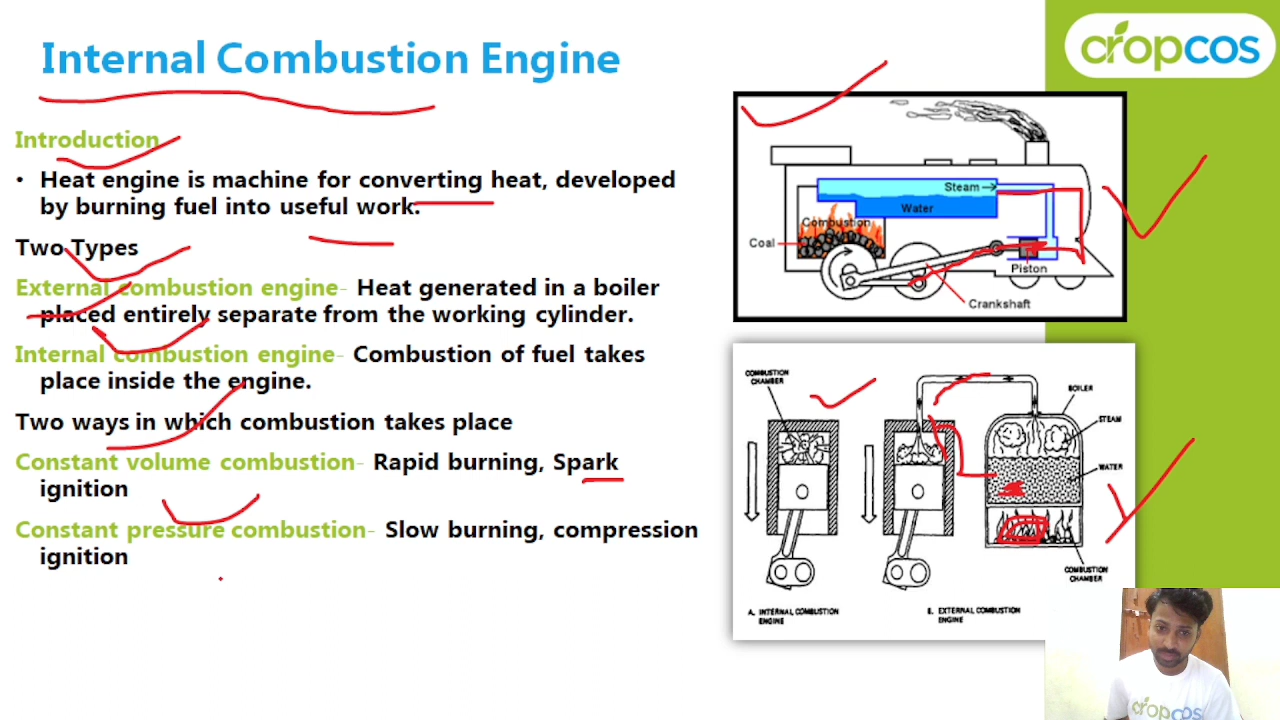 Internal Combustion Engine
cropcos
Introduction
• Heat engine is machine for converting heat, developed
by burning fuel into useful work.
Two Types
External combustion engine- Heat generated in a boiler
placed entirely separate from the working cylinder.
Internal combustion engine- Combustion of fuel takes
place inside the engine.
Two ways in which combustion takes place
Constant volume combustion- Rapid burning, Spark
ignition
Constant pressure combustion- Slow burning, compression
ignition
Steam
Water
Combustion
Coal
Piston
Crankshaft
COMBUSTION
CHAMBER
BOILER
STEAM
WATER
COMBUSTION
CHAMBER
A. INTERNAL COMBUSTION
ENGINE
B. EXTERNAL COMBUSTION
ENGINE
cropcos